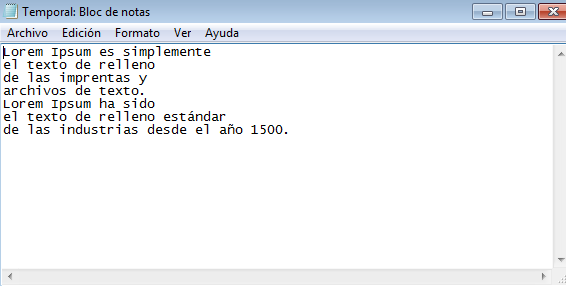 Temporal: Bloc de notas
Archivo Edición Formato Ver Ayuda
Lorem Ipsum es simplemente
el texto de relleno
de las imprentas y
archivos de texto.
Lorem Ipsum ha sido
el texto de relleno estándar
de las industrias desde el año 1500.